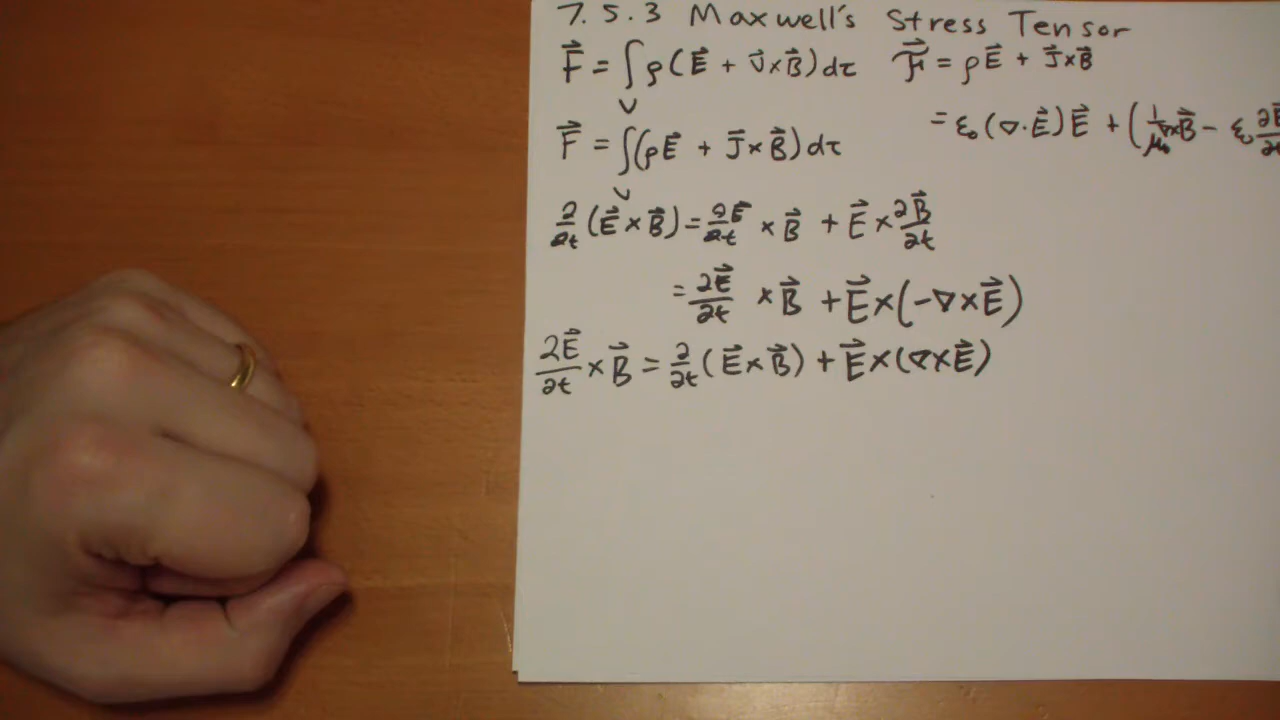 7.5.3 Maxwell's Stress Tensor
F⃗ = ∫ᵥ ρ(E⃗ + v⃗×B⃗)dτ   𝓕⃗ = ρE⃗ + J⃗×B⃗
= ε₀(∇·E⃗)E⃗ + (1/μ₀ ∇×B⃗ − ε₀ ∂E⃗/∂t
F⃗ = ∫ᵥ(ρE⃗ + J⃗×B⃗)dτ
∂/∂t(E⃗×B⃗) = ∂E⃗/∂t × B⃗ + E⃗×∂B⃗/∂t
= ∂E⃗/∂t × B⃗ + E⃗×(−∇×E⃗)
∂E⃗/∂t × B⃗ = ∂/∂t(E⃗×B⃗) + E⃗×(∇×E⃗)